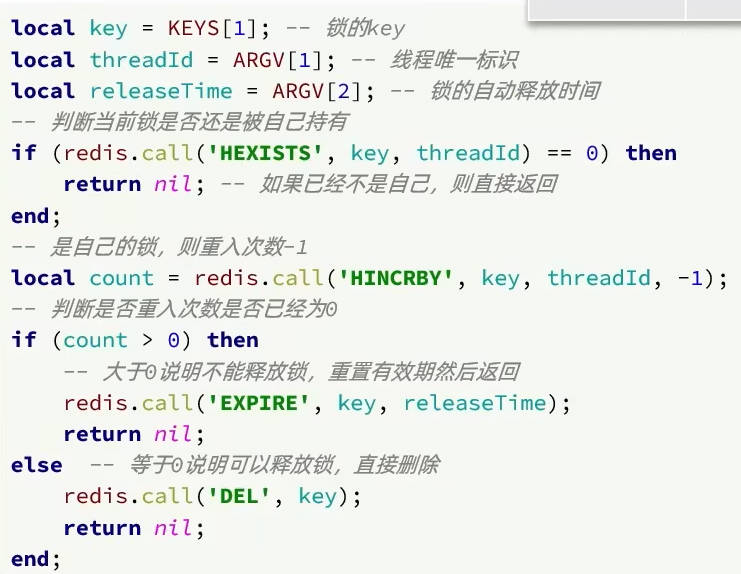 local key = KEYS[1]; -- 锁的key
local threadId = ARGV[1]; -- 线程唯一标识
local releaseTime = ARGV[2]; -- 锁的自动释放时间
-- 判断当前锁是否还是被自己持有
if (redis.call('HEXISTS', key, threadId) == 0) then
    return nil; -- 如果已经不是自己，则直接返回
end;
-- 是自己的锁，则重入次数-1
local count = redis.call('HINCRBY', key, threadId, -1);
-- 判断是否重入次数是否已经为0
if (count > 0) then
    -- 大于0说明不能释放锁，重置有效期然后返回
    redis.call('EXPIRE', key, releaseTime);
    return nil;
else  -- 等于0说明可以释放锁，直接删除
    redis.call('DEL', key);
    return nil;
end;